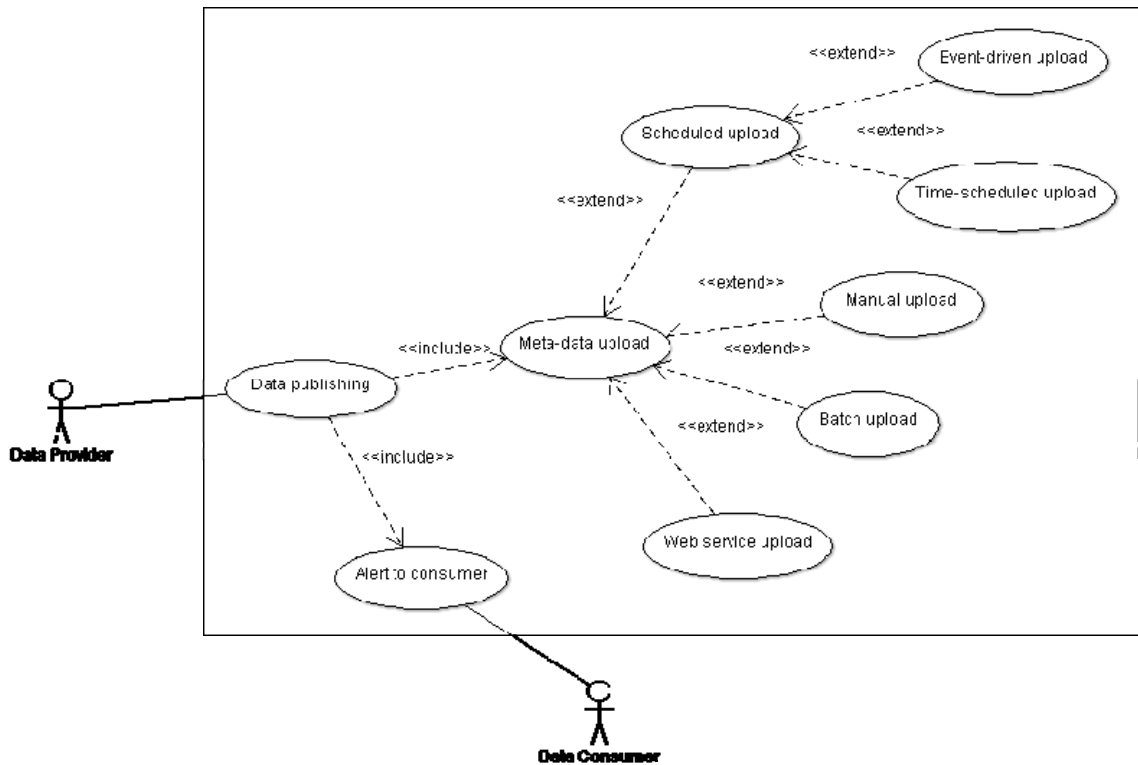 Event-driven upload
<<extend>>
Scheduled upload
<<extend>>
Time-scheduled upload
<<extend>>
<<extend>>
Manual upload
<<include>>
Meta-data upload
<<extend>>
Data publishing
Batch upload
<<extend>>
Data Provider
<<include>>
Web service upload
Alert to consumer
Data Consumer